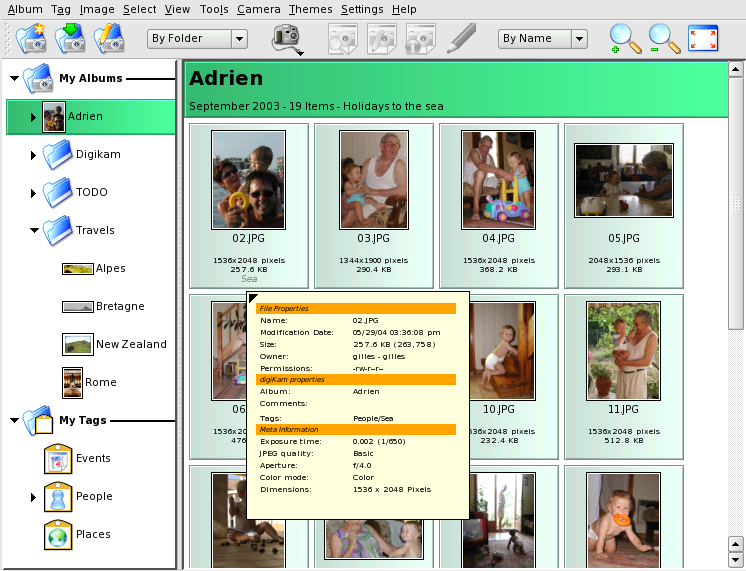 Album Tag Image Select View Tools Camera Themes Settings Help
By Folder By Name
My Albums
Adrien
Digikam
TODO
Travels
Alpes
Bretagne
New Zealand
Rome
My Tags
Events
People
Places
Adrien
September 2003 - 19 Items - Holidays to the sea
02.JPG 03.JPG 04.JPG 05.JPG
1536x2048 pixels 1344x1900 pixels 1536x2048 pixels 2048x1536 pixels
257.6 KB 290.4 KB 368.2 KB 293.1 KB
Sea
File Properties
Name: 02.JPG
Modification Date: 05/29/04 03:36:08 pm
Size: 257.6 KB (263,758)
Owner: gilles - gilles
Permissions: -rw-r--r--
digiKam properties
Album: Adrien
Comments:
Tags: People/Sea
Meta Information
Exposure time: 0.002 (1/650)
JPEG quality: Basic
Aperture: f/4.0
Color mode: Color
Dimensions: 1536 x 2048 Pixels
06 10.JPG 11.JPG
1536x20 536x2048 pixels 1536x2048 pixels
476 232.4 KB 512.8 KB